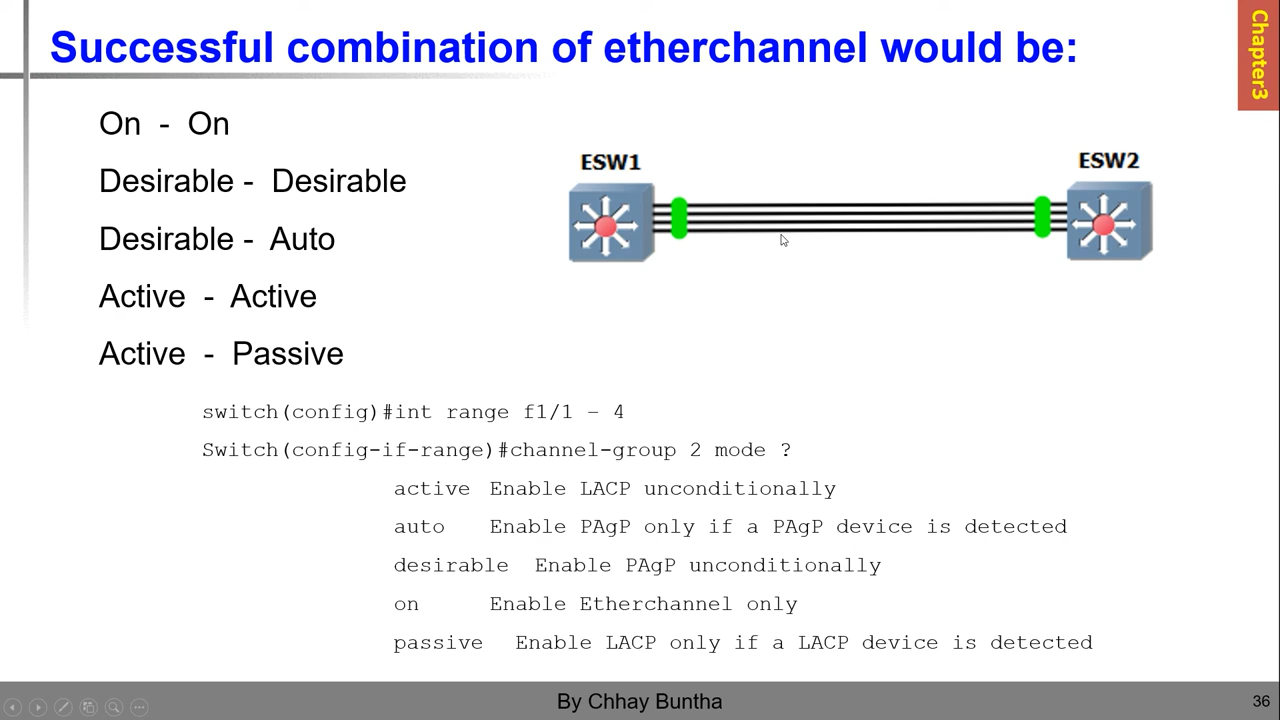 Successful combination of etherchannel would be:
Chapter3
On - On
Desirable - Desirable
Desirable - Auto
Active - Active
Active - Passive
ESW1
ESW2
switch(config)#int range f1/1 – 4
Switch(config-if-range)#channel-group 2 mode ?
active Enable LACP unconditionally
auto Enable PAgP only if a PAgP device is detected
desirable Enable PAgP unconditionally
on Enable Etherchannel only
passive Enable LACP only if a LACP device is detected
By Chhay Buntha
36